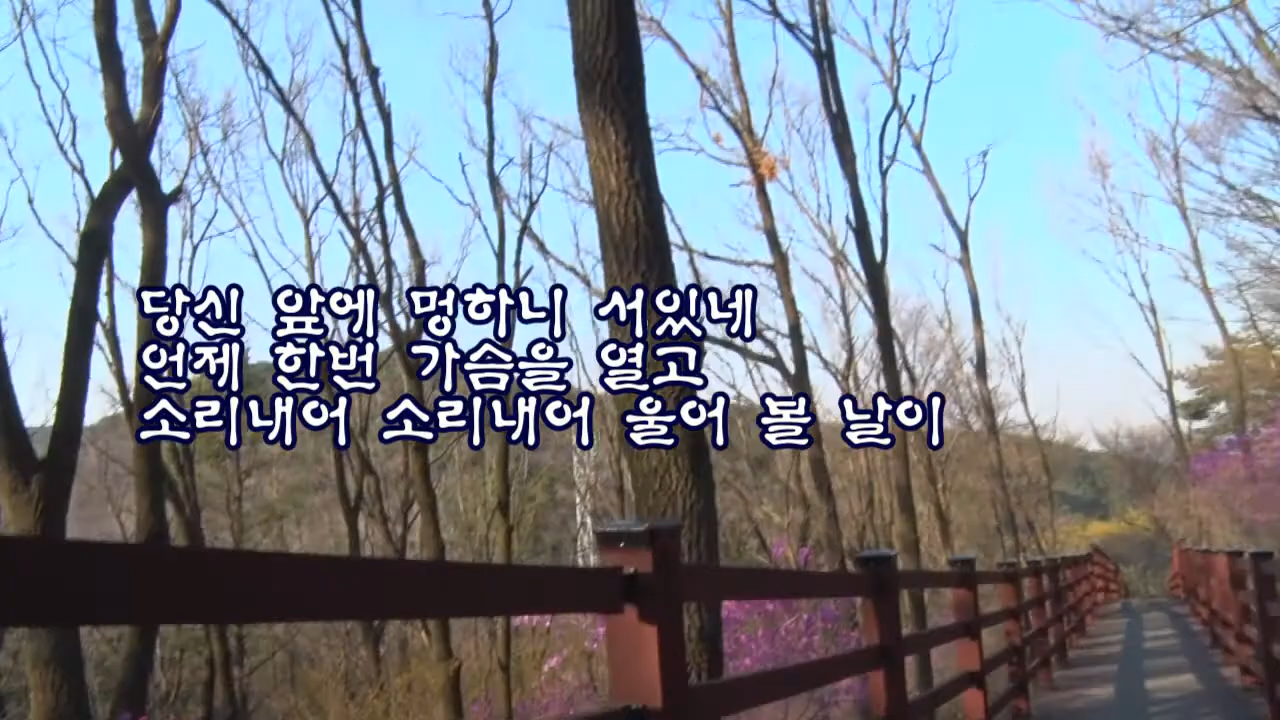 당신 앞에 멍하니 서있네
언제 한번 가슴을 열고
소리내어 소리내어 울어 볼 날이